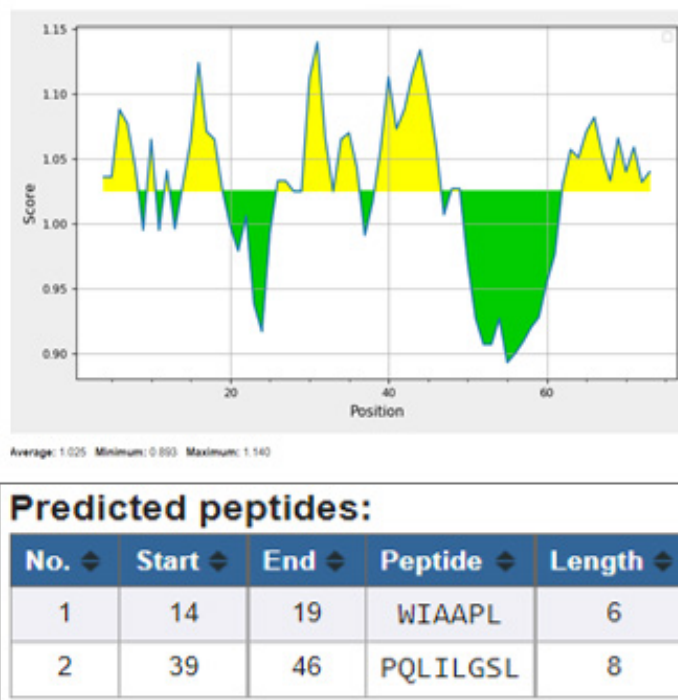 1.15
1.10
1.05
1.00
0.95
0.90
Score
20 40 60
Position
Average: 1.025 Minimum: 0.893 Maximum: 1.140
Predicted peptides:
No. Start End Peptide Length
1 14 19 WIAAPL 6
2 39 46 PQLILGSL 8